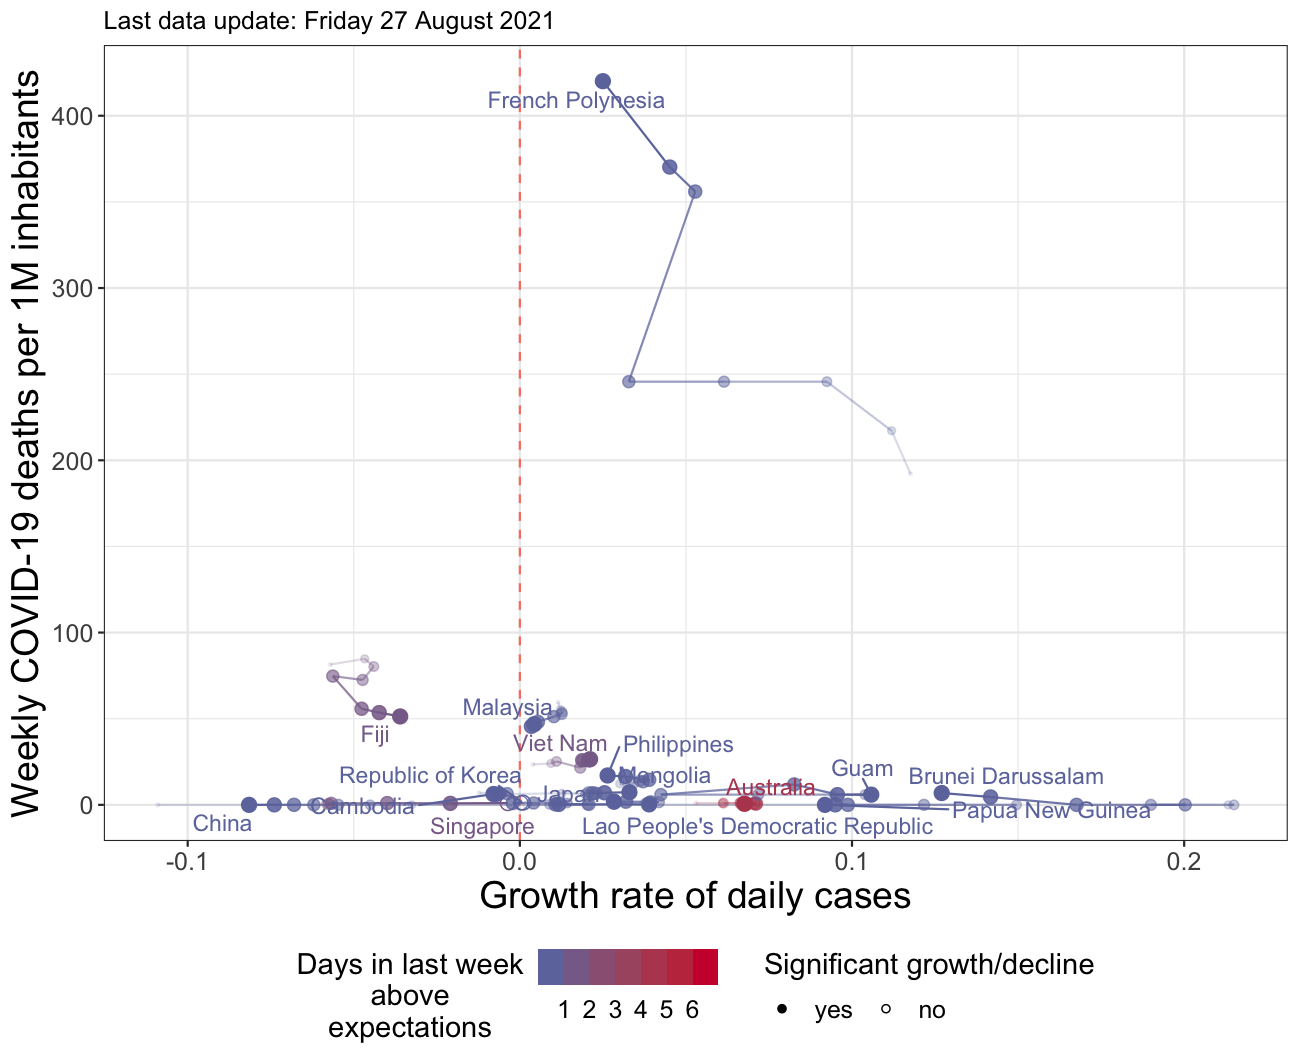 Last data update: Friday 27 August 2021
Weekly COVID-19 deaths per 1M inhabitants
400
300
200
100
0
French Polynesia
Fiji
Malaysia
Viet Nam
Philippines
Republic of Korea
Mongolia
Guam
Brunei Darussalam
Australia
Japan
Cambodia
Papua New Guinea
China
Singapore
Lao People's Democratic Republic
-0.1
0.0
0.1
0.2
Growth rate of daily cases
Days in last week
above
expectations
1 2 3 4 5 6
Significant growth/decline
yes no